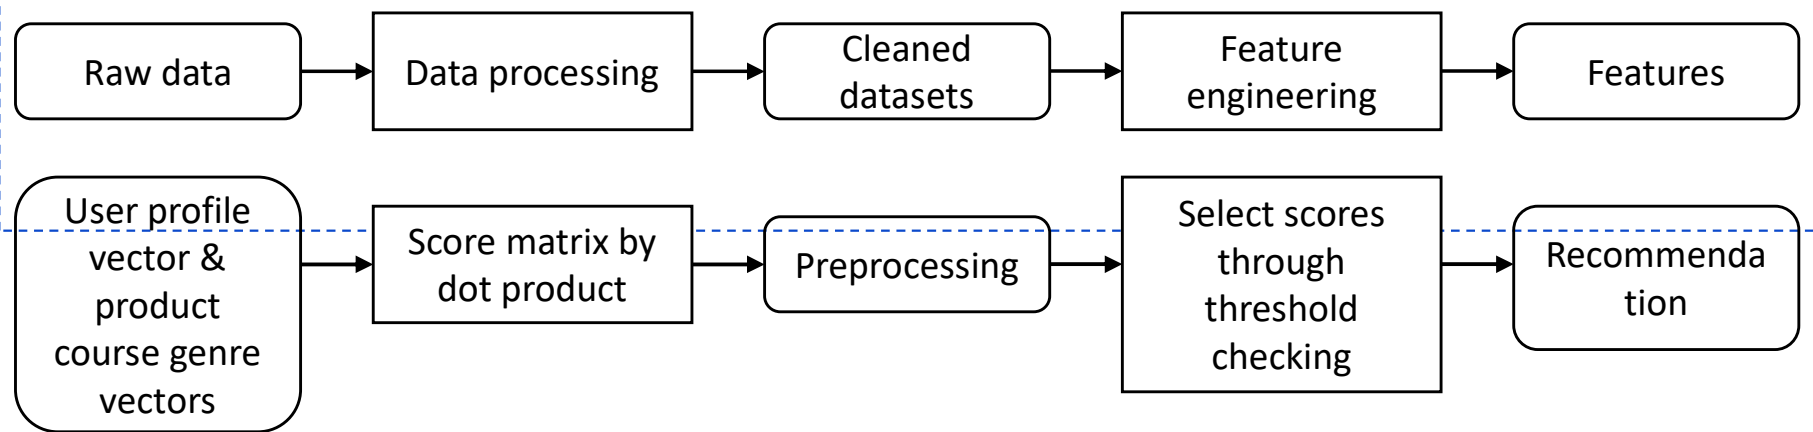 Raw data
Data processing
Cleaned
datasets
Feature
engineering
Features
User profile
vector &
product
course genre
vectors
Score matrix by
dot product
Preprocessing
Select scores
through
threshold
checking
Recommenda
tion